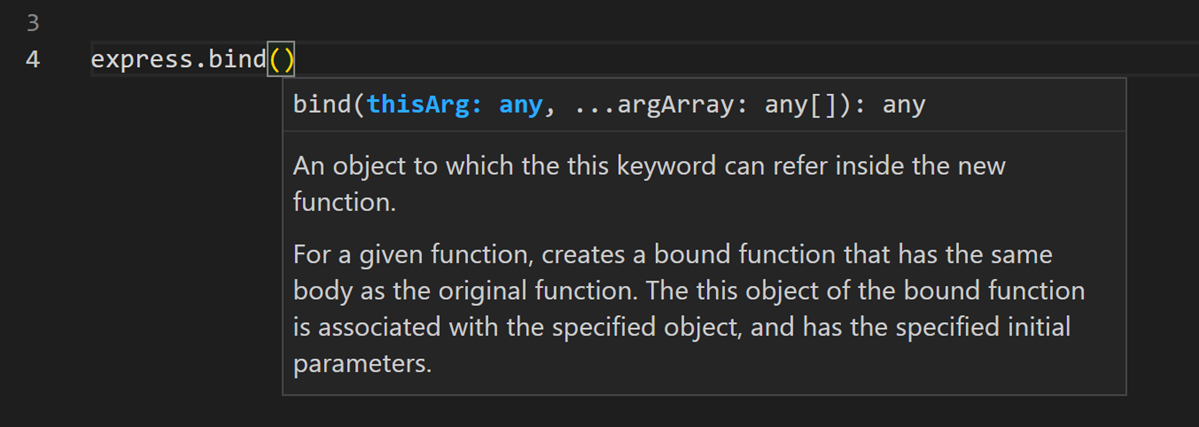 3
4 express.bind()
bind(thisArg: any, ...argArray: any[]): any
An object to which the this keyword can refer inside the new
function.
For a given function, creates a bound function that has the same
body as the original function. The this object of the bound function
is associated with the specified object, and has the specified initial
parameters.